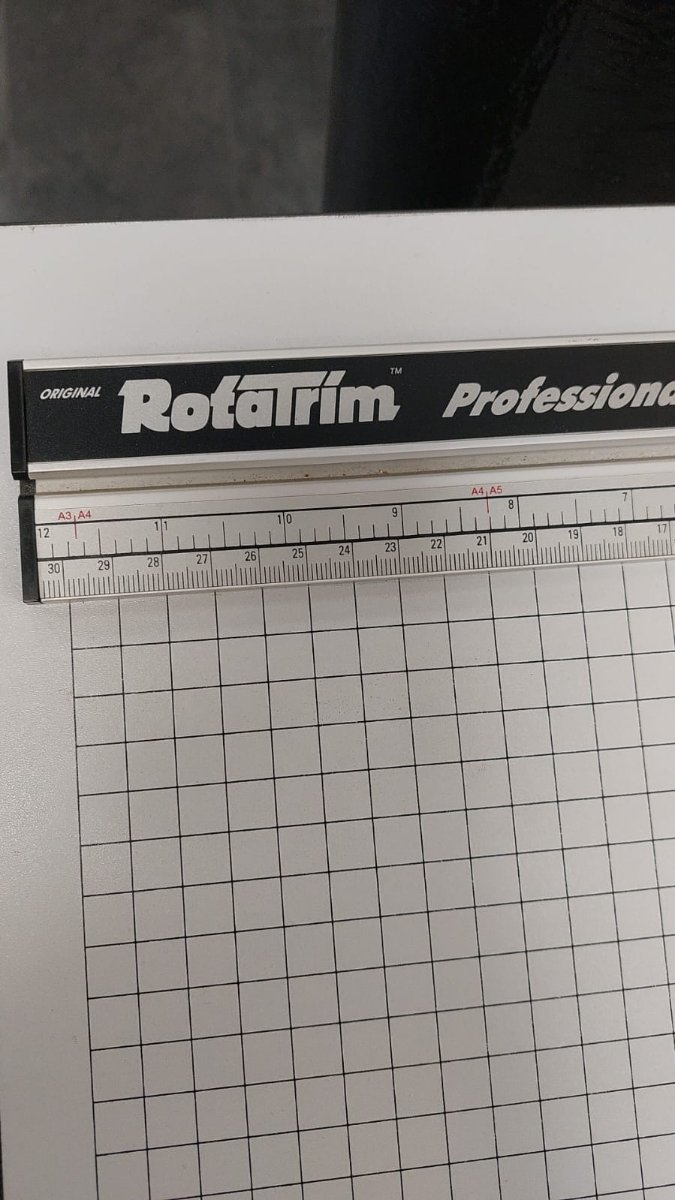 ORIGINAL RotaTrim™ Professiona
A3 A4 A4 A5
12 11 10 9 8 7
30 29 28 27 26 25 24 23 22 21 20 19 18 17